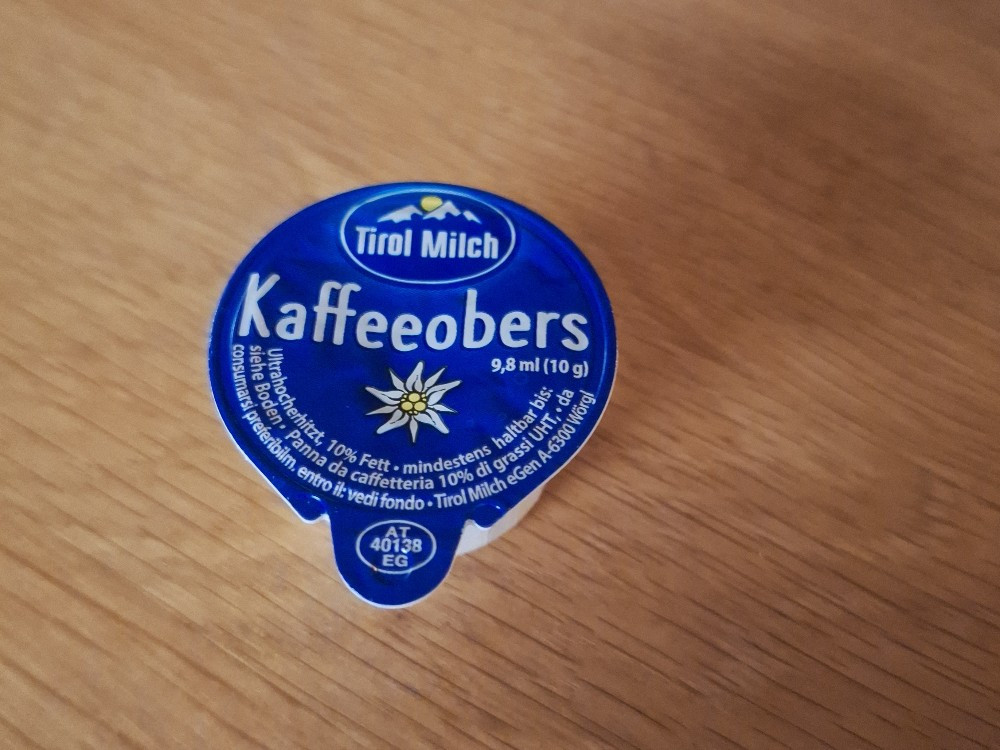 Tirol Milch
Kaffeeobers
9,8 ml (10 g)
Ultrahocherhitzt, 10% Fett • mindestens haltbar bis:
siehe Boden • Panna da caffetteria 10% di grassi UHT, • da
consumarsi preferibilm. entro il: vedi fondo • Tirol Milch eGen A-6300 Wörgl
AT
40138
EG